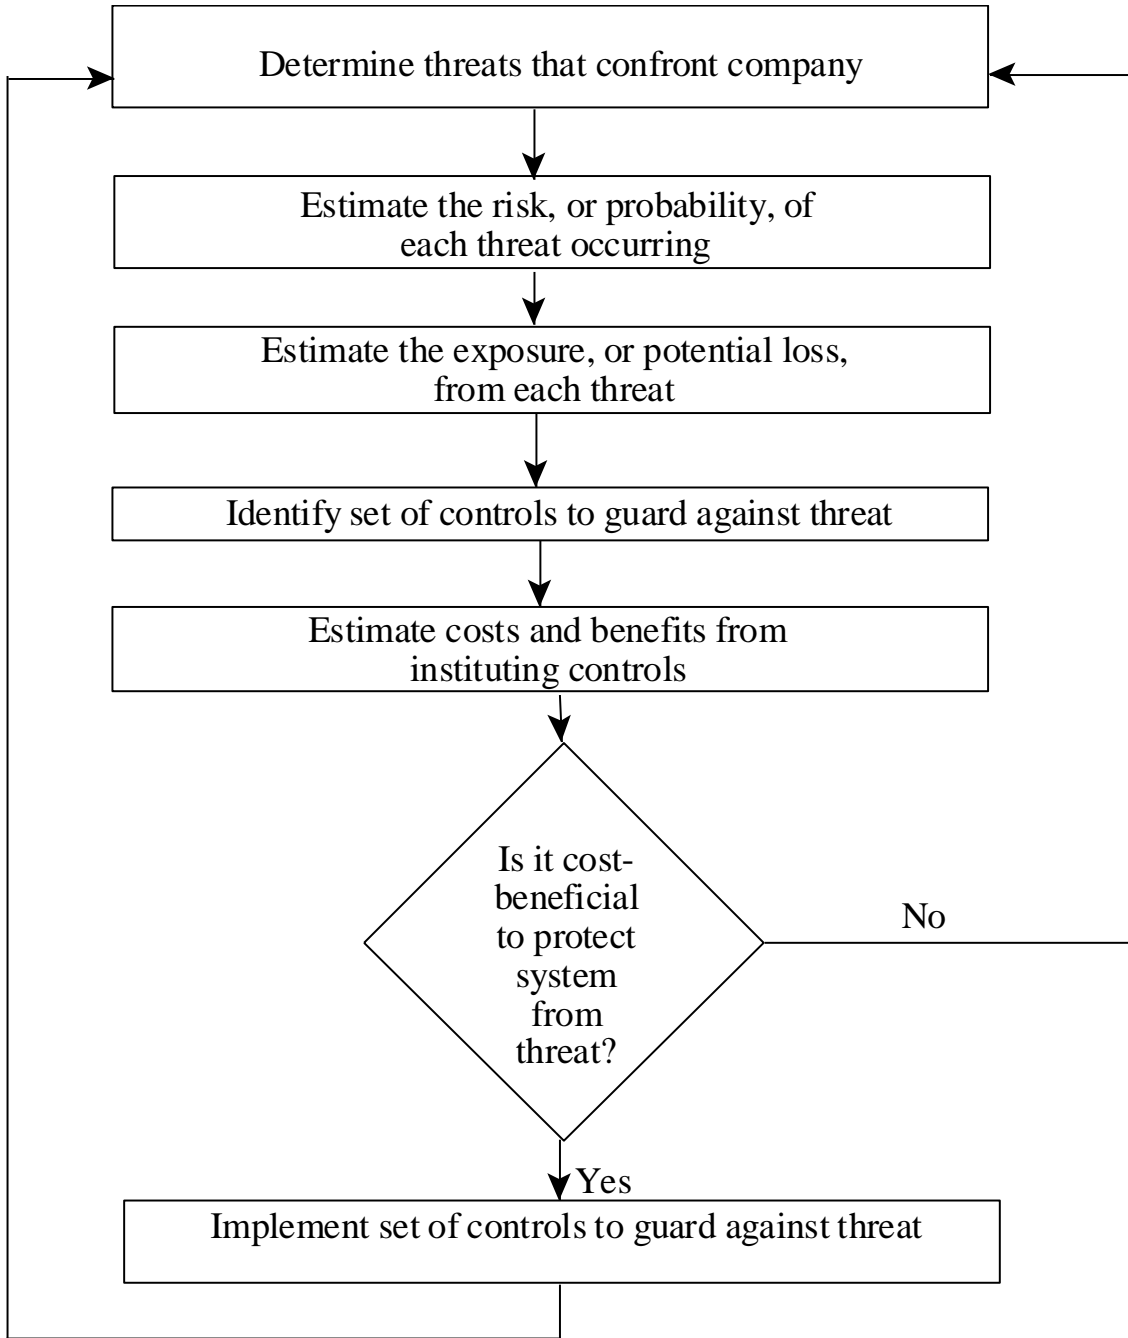 Determine threats that confront company
Estimate the risk, or probability, of
each threat occurring
Estimate the exposure, or potential loss,
from each threat
Identify set of controls to guard against threat
Estimate costs and benefits from
instituting controls
Is it cost-
beneficial
to protect
system
from
threat?
No
Yes
Implement set of controls to guard against threat